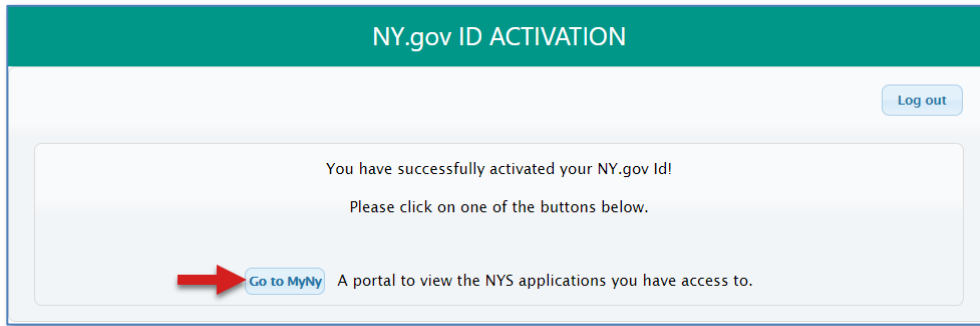 NY.gov ID ACTIVATION
Log out
You have successfully activated your NY.gov Id!
Please click on one of the buttons below.
Go to MyNy A portal to view the NYS applications you have access to.